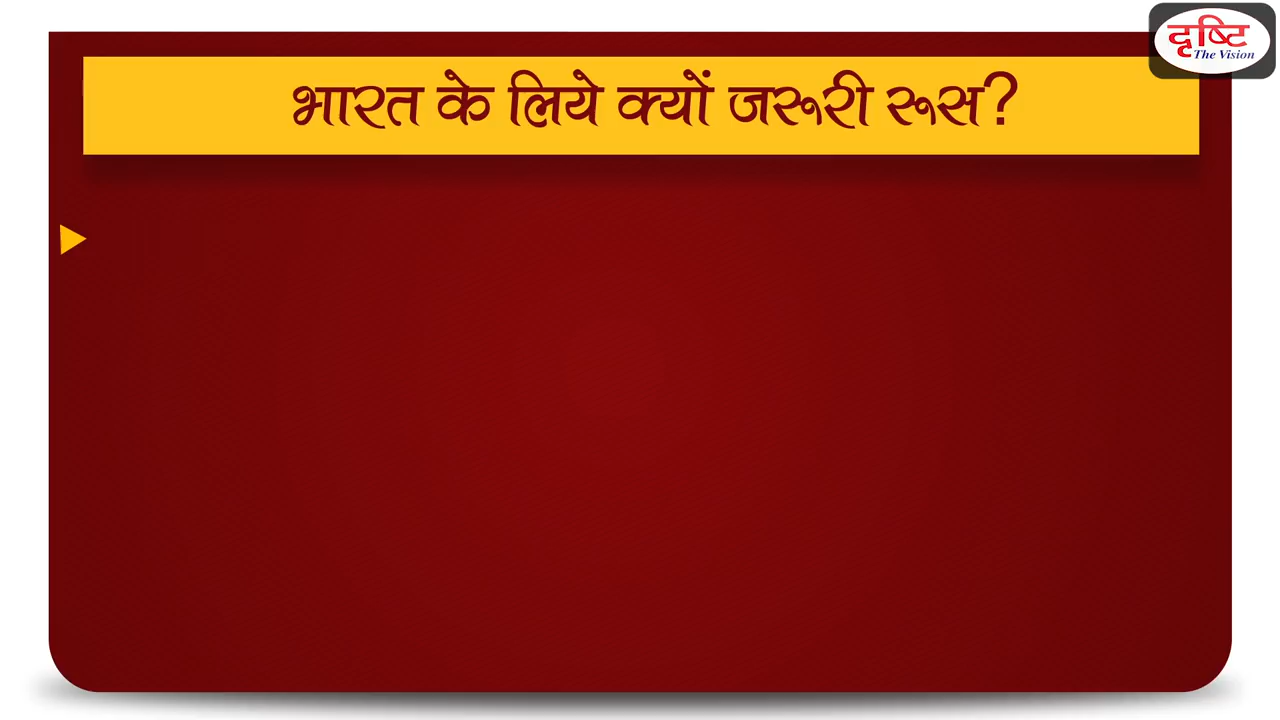 दृष्टि
The Vision
भारत के लिये क्यों जरूरी रूस?